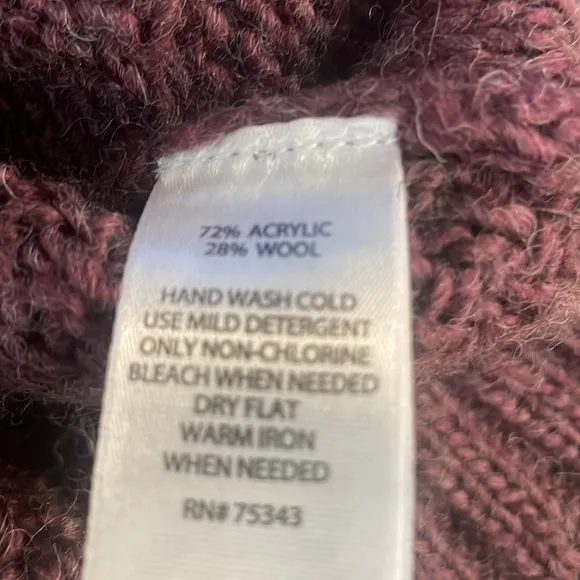 72% ACRYLIC
28% WOOL
HAND WASH COLD
USE MILD DETERGENT
ONLY NON-CHLORINE
BLEACH WHEN NEEDED
DRY FLAT
WARM IRON
WHEN NEEDED
RN# 75343